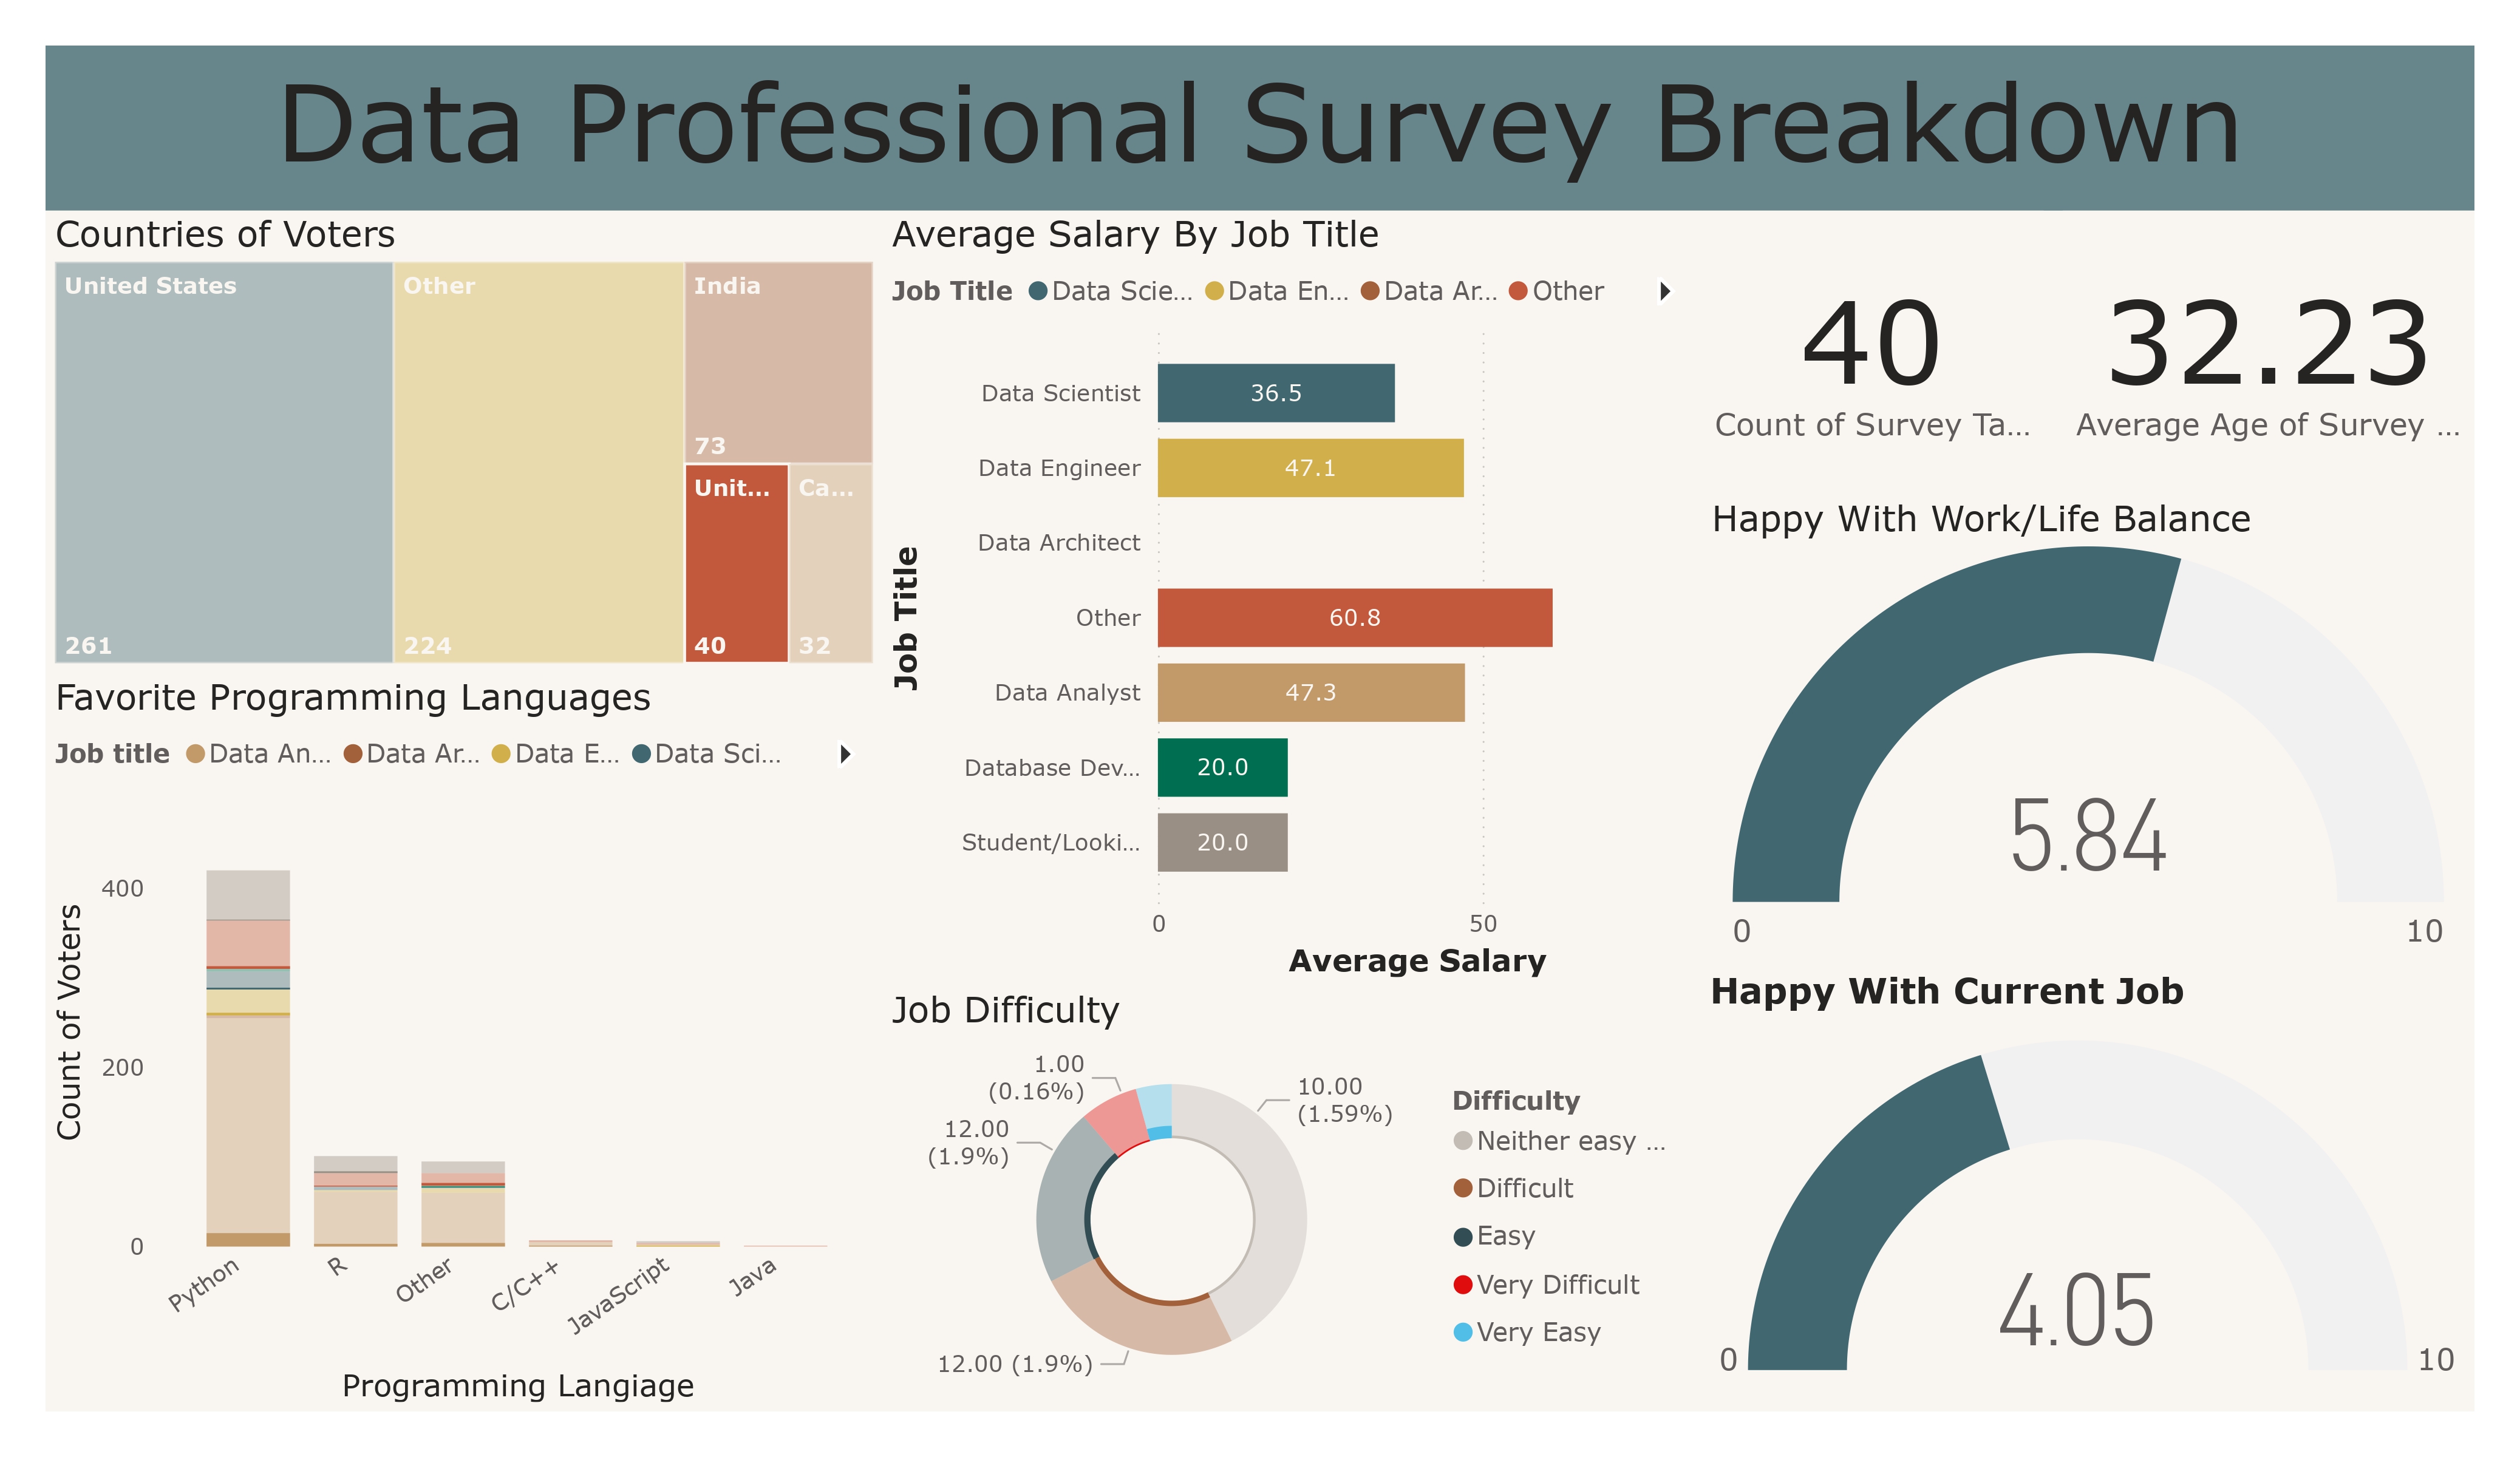 Data Professional Survey Breakdown
Countries of Voters
United States
Other
India
73
Unit...
Ca...
261
224
40
32
Favorite Programming Languages
Job title Data An... Data Ar... Data E... Data Sci...
Count of Voters
400
200
0
Python
R
Other
C/C++
JavaScript
Java
Programming Langiage
Average Salary By Job Title
Job Title Data Scie... Data En... Data Ar... Other
Job Title
Data Scientist
36.5
Data Engineer
47.1
Data Architect
Other
60.8
Data Analyst
47.3
Database Dev...
20.0
Student/Looki...
20.0
0
50
Average Salary
Job Difficulty
1.00
(0.16%)
10.00
(1.59%)
12.00
(1.9%)
12.00 (1.9%)
Difficulty
Neither easy ...
Difficult
Easy
Very Difficult
Very Easy
40
Count of Survey Ta...
32.23
Average Age of Survey ...
Happy With Work/Life Balance
5.84
0
10
Happy With Current Job
4.05
0
10